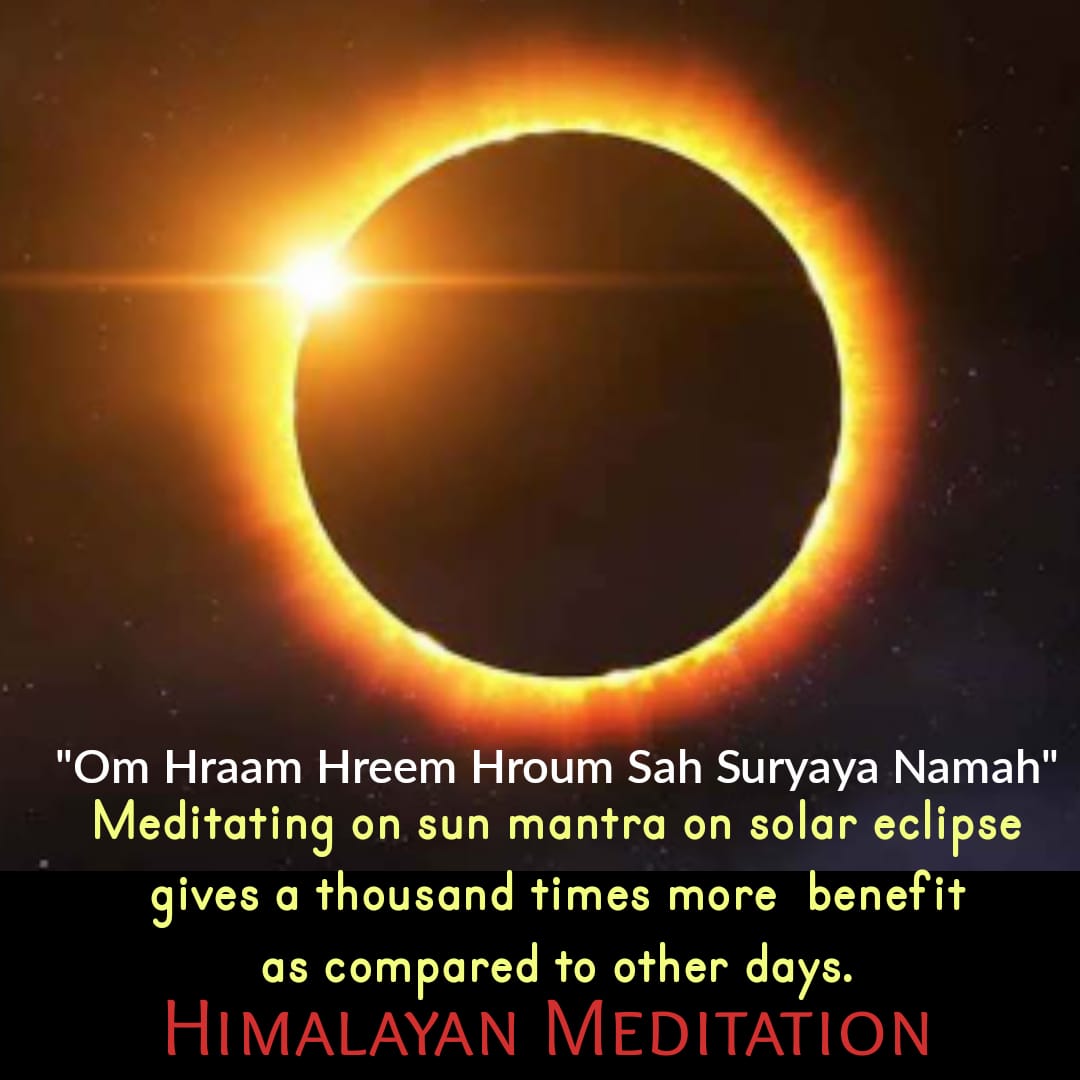 "Om Hraam Hreem Hroum Sah Suryaya Namah"
Meditating on sun mantra on solar eclipse
gives a thousand times more benefit
as compared to other days.
HIMALAYAN MEDITATION